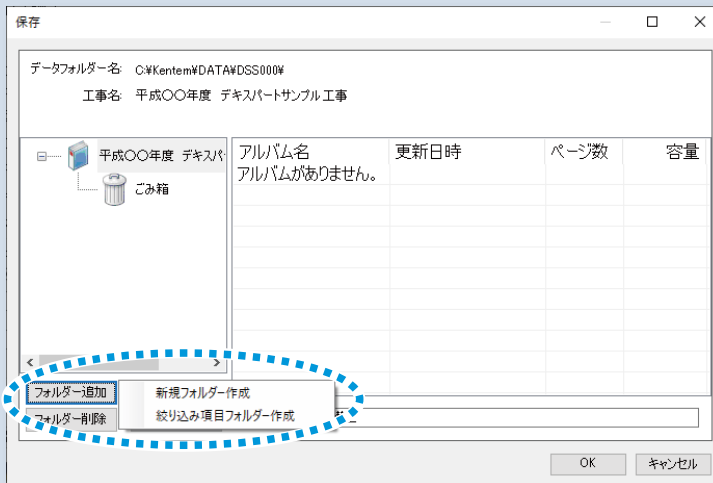 保存
データフォルダー名: C:¥Kentem¥DATA¥DSS000¥
工事名: 平成〇〇年度 デキスパートサンプル工事
平成〇〇年度 デキスパ
ごみ箱
アルバム名 更新日時 ページ数 容量
アルバムがありません。
フォルダー追加
新規フォルダー作成
フォルダー削除
絞り込み項目フォルダー作成
OK キャンセル